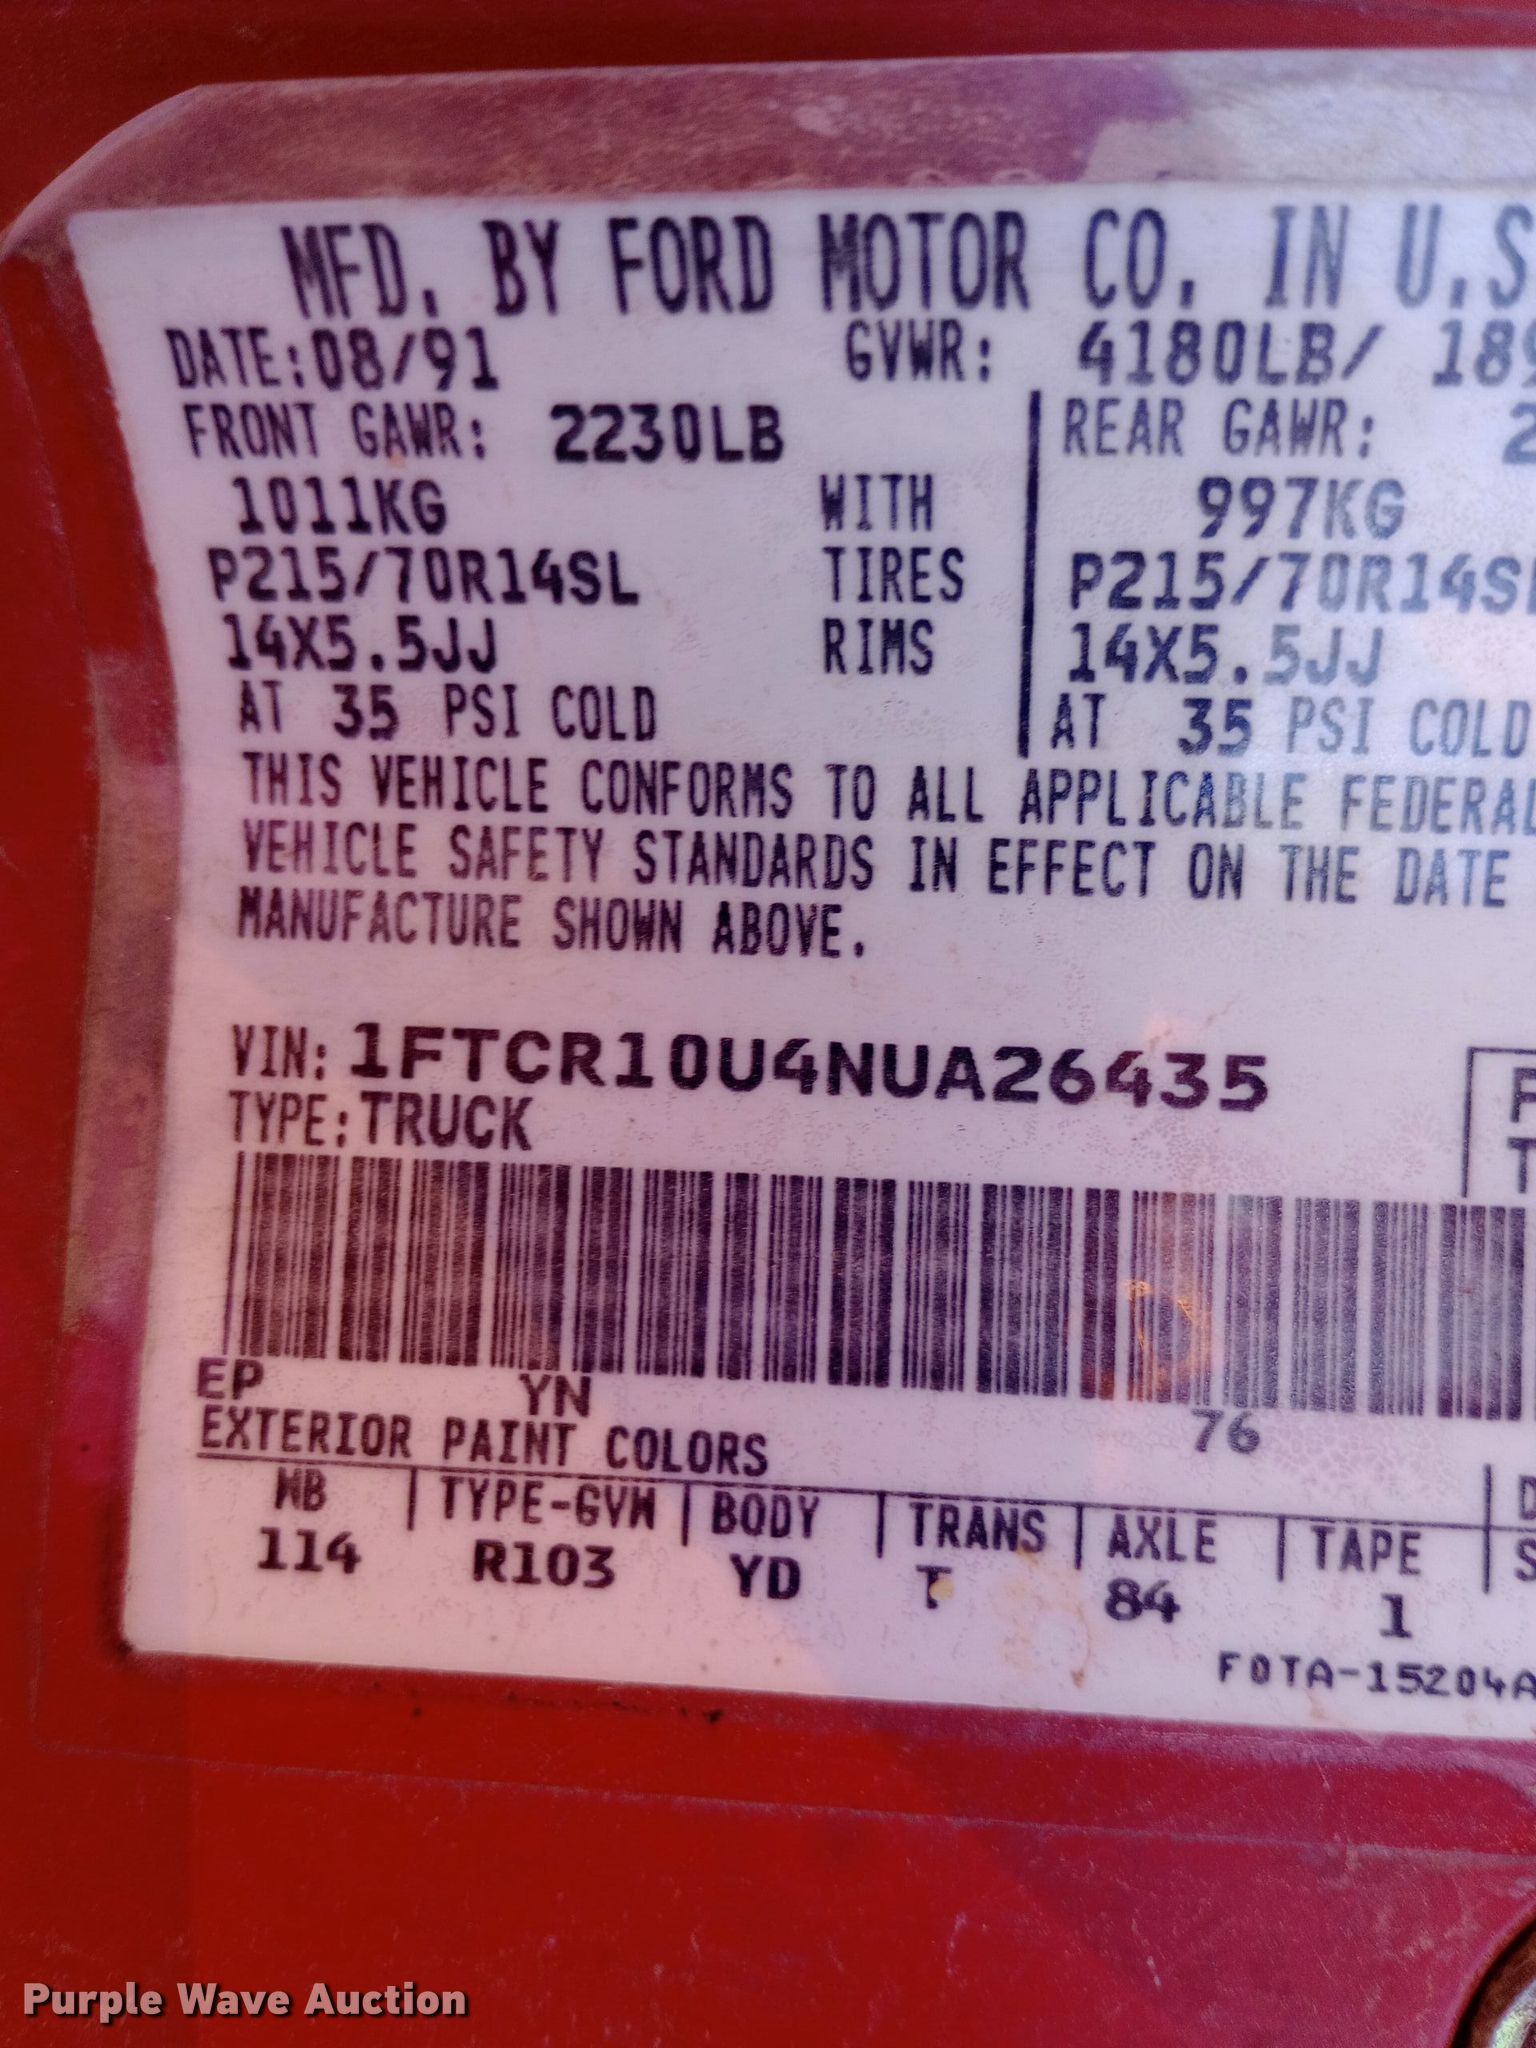 MFD. BY FORD MOTOR CO. IN U.S
DATE:08/91 GVWR: 4180LB/ 189
FRONT GAWR: 2230LB REAR GAWR: 2
1011KG WITH 997KG
P215/70R14SL TIRES P215/70R14SL
14X5.5JJ RIMS 14X5.5JJ
AT 35 PSI COLD AT 35 PSI COLD
THIS VEHICLE CONFORMS TO ALL APPLICABLE FEDERAL
VEHICLE SAFETY STANDARDS IN EFFECT ON THE DATE
MANUFACTURE SHOWN ABOVE.
VIN: 1FTCR10U4NUA26435
TYPE: TRUCK
EP YN 76
EXTERIOR PAINT COLORS
WB TYPE-GVW BODY TRANS AXLE TAPE
114 R103 YD T 84 1 S
F0TA-15204A
Purple Wave Auction